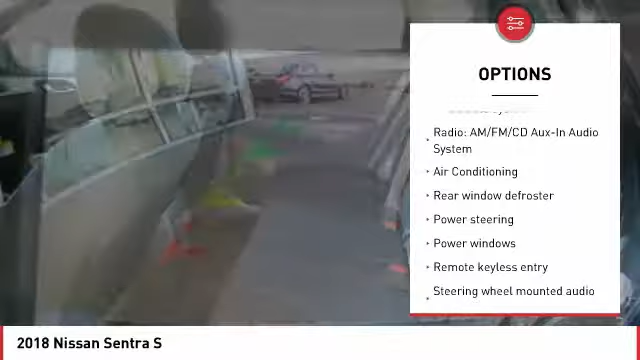 OPTIONS
Radio: AM/FM/CD Aux-In Audio
System
Air Conditioning
Rear window defroster
Power steering
Power windows
Remote keyless entry
Steering wheel mounted audio
2018 Nissan Sentra S